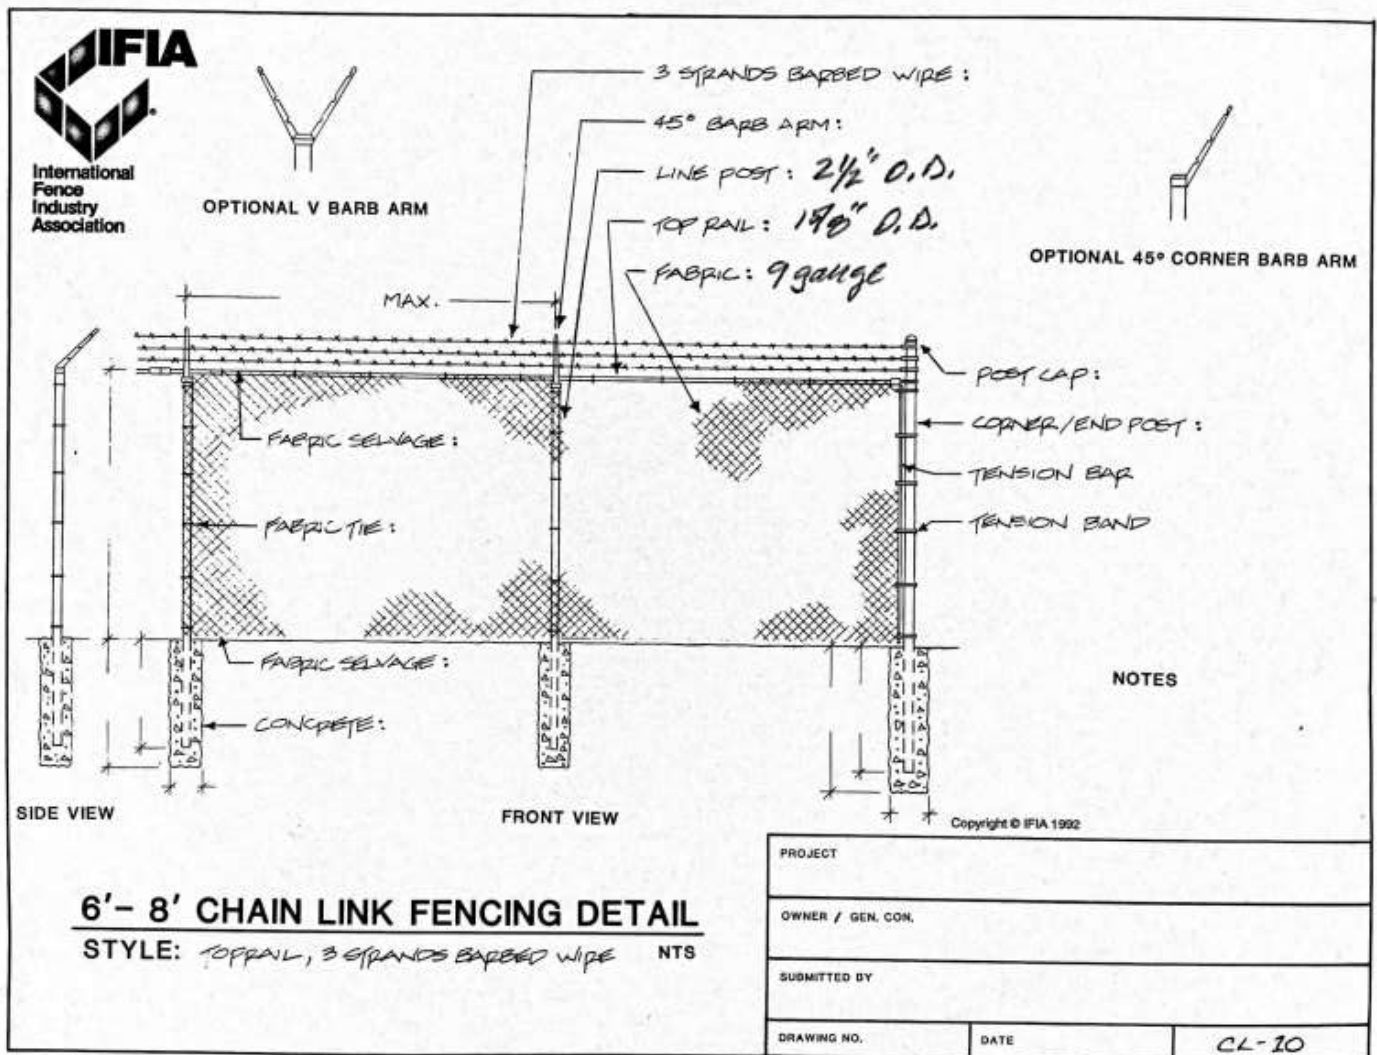 IFIA
International
Fence
Industry
Association
OPTIONAL V BARB ARM
3 STRANDS BARBED WIRE:
45° BARB ARM:
LINE POST: 2½" O.D.
TOP RAIL: 1⅝" O.D.
FABRIC: 9 gauge
OPTIONAL 45° CORNER BARB ARM
MAX.
POST CAP:
CORNER/END POST:
TENSION BAR
TENSION BAND
FABRIC SELVAGE:
FABRIC TIE:
FABRIC SELVAGE:
CONCRETE:
NOTES
SIDE VIEW
FRONT VIEW
Copyright © IFIA 1992
6'- 8' CHAIN LINK FENCING DETAIL
STYLE: TOPRAIL, 3 STRANDS BARBED WIRE NTS
PROJECT
OWNER / GEN. CON.
SUBMITTED BY
DRAWING NO.
DATE
CL-10